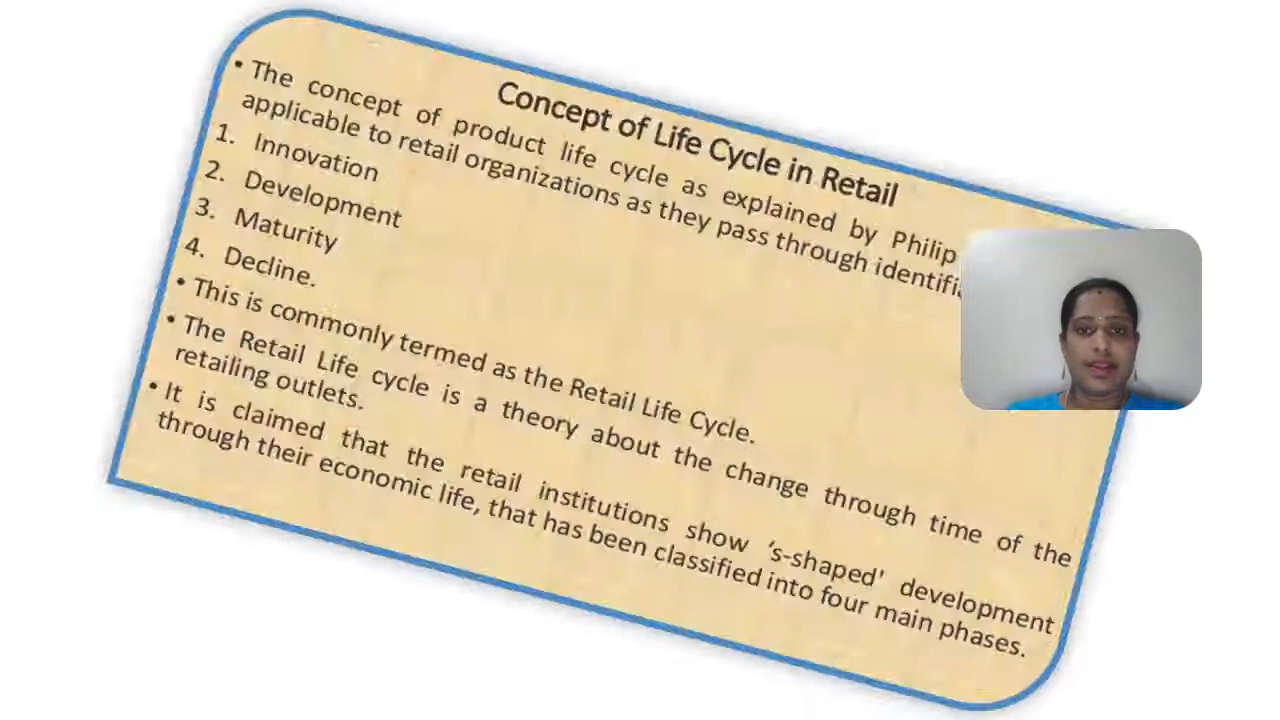 Concept of Life Cycle in Retail
• The concept of product life cycle as explained by Philip
applicable to retail organizations as they pass through
1. Innovation
2. Development
3. Maturity
4. Decline.
• This is commonly termed as the Retail Life Cycle.
• The Retail Life cycle is a theory about the change through time of the
retailing outlets.
• It is claimed that the retail institutions show ‘s-shaped' development
through their economic life, that has been classified into four main phases.